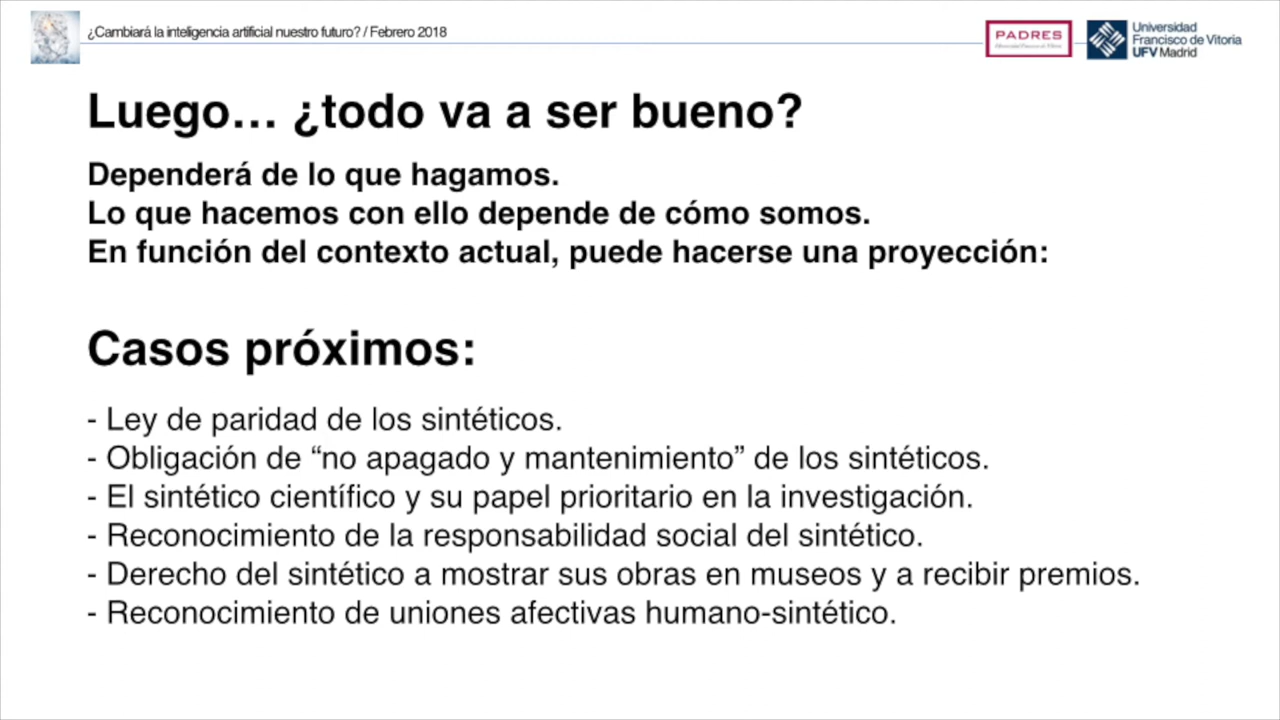 ¿Cambiará la inteligencia artificial nuestro futuro? / Febrero 2018
PADRES
Universidad
Francisco de Vitoria
UFV Madrid
Luego… ¿todo va a ser bueno?
Dependerá de lo que hagamos.
Lo que hacemos con ello depende de cómo somos.
En función del contexto actual, puede hacerse una proyección:
Casos próximos:
- Ley de paridad de los sintéticos.
- Obligación de “no apagado y mantenimiento” de los sintéticos.
- El sintético científico y su papel prioritario en la investigación.
- Reconocimiento de la responsabilidad social del sintético.
- Derecho del sintético a mostrar sus obras en museos y a recibir premios.
- Reconocimiento de uniones afectivas humano-sintético.